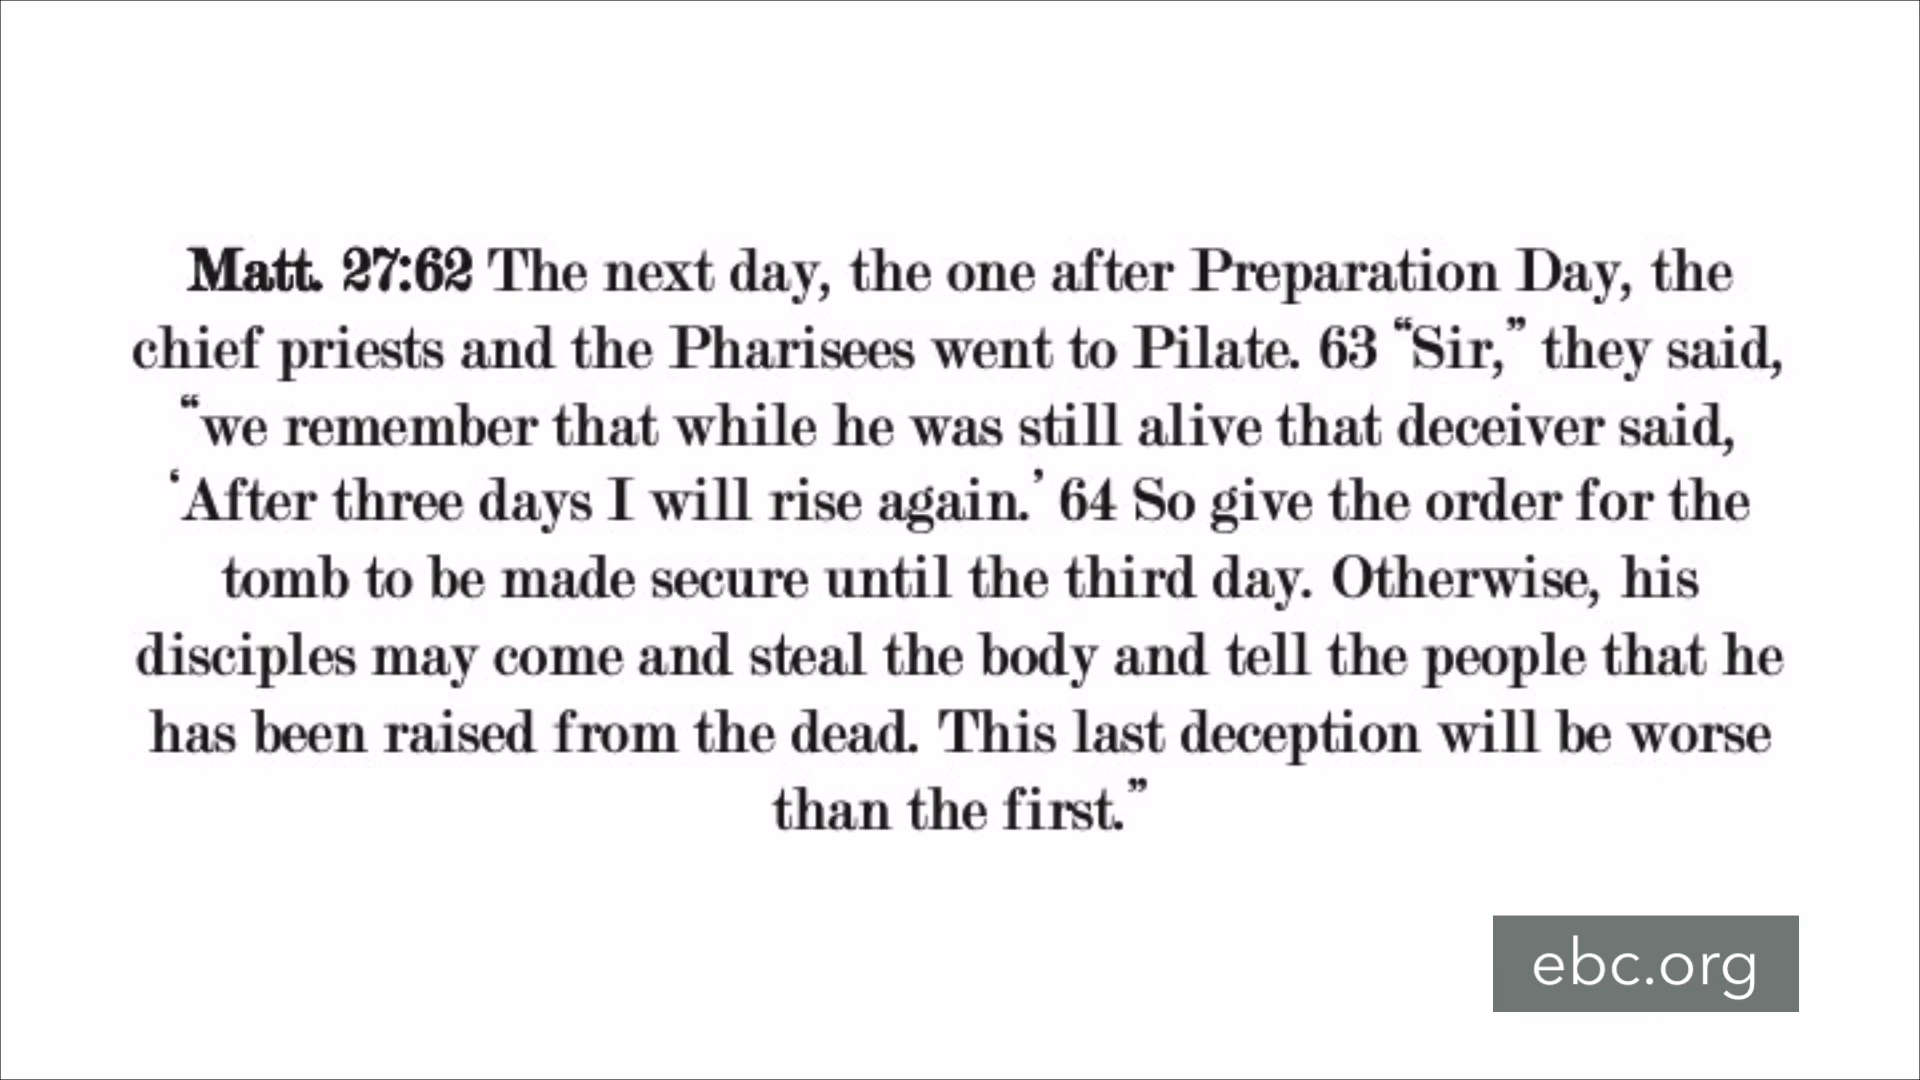 Matt. 27:62 The next day, the one after Preparation Day, the
chief priests and the Pharisees went to Pilate. 63 “Sir,” they said,
“we remember that while he was still alive that deceiver said,
‘After three days I will rise again.’ 64 So give the order for the
tomb to be made secure until the third day. Otherwise, his
disciples may come and steal the body and tell the people that he
has been raised from the dead. This last deception will be worse
than the first.”
ebc.org